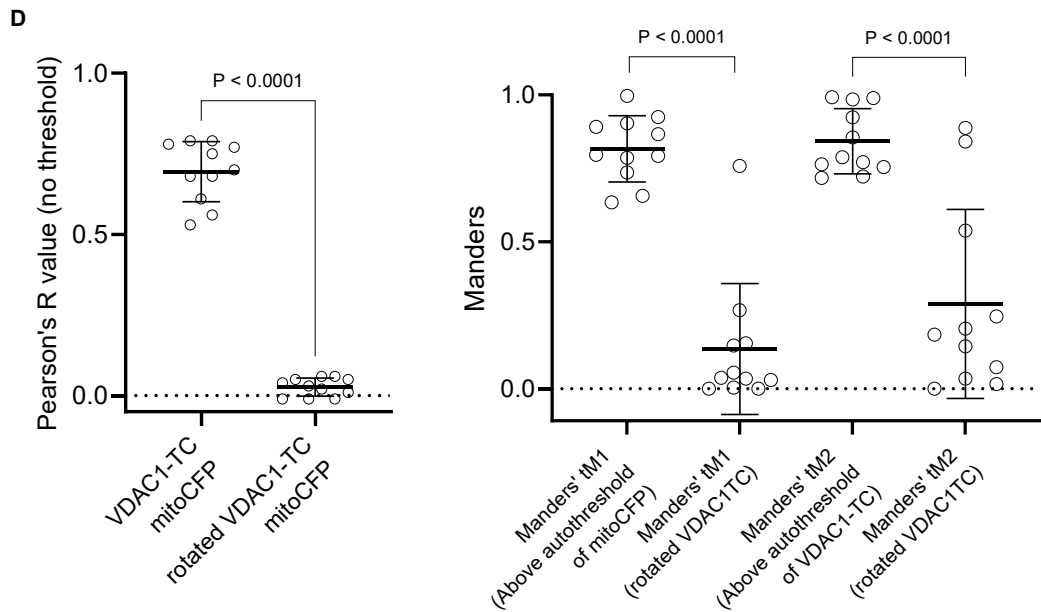 D
P < 0.0001
1.0
0.5
0.0
Pearson's R value (no threshold)
VDAC1-TC
mitoCFP
rotated VDAC1-TC
mitoCFP
P < 0.0001
P < 0.0001
1.0
0.5
0.0
Manders
Manders' tM1
(Above autothreshold
of mitoCFP)
Manders' tM1
(rotated VDAC1TC)
Manders' tM2
(Above autothreshold
of VDAC1-TC)
Manders' tM2
(rotated VDAC1TC)